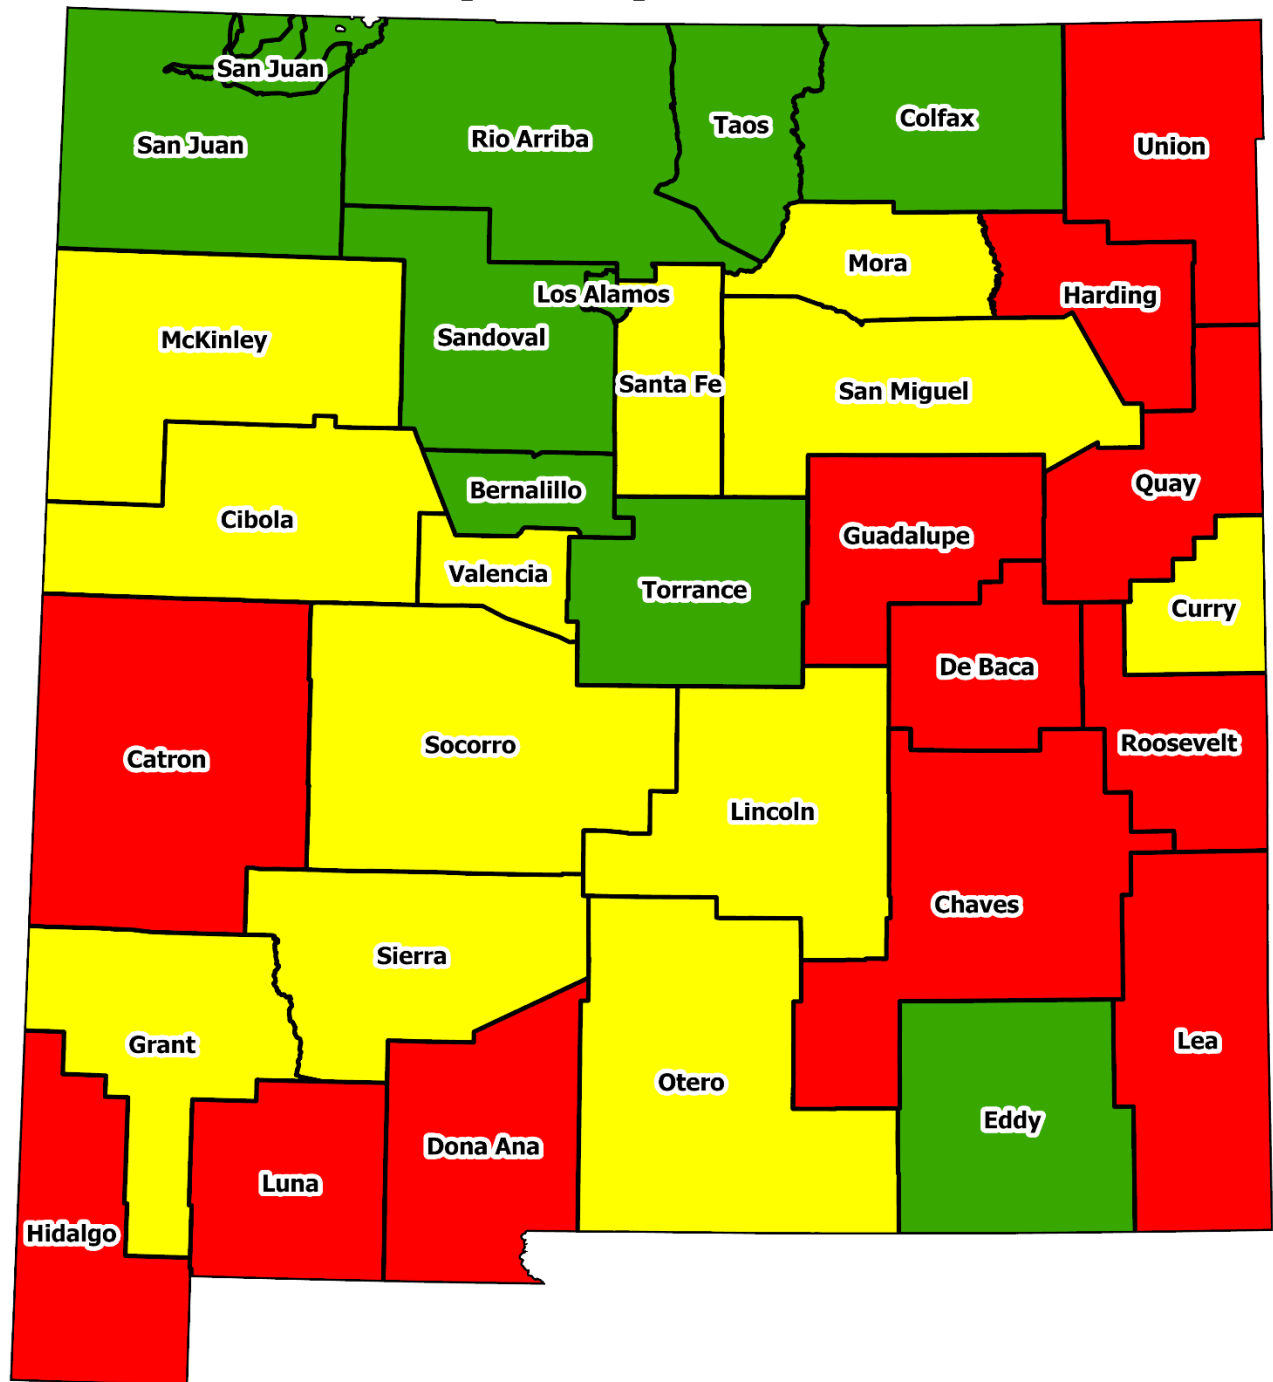 San Juan
Colfax
Taos
Rio Arriba
San Juan
Union
Mora
Los Alamos
Harding
Sandoval
McKinley
Santa Fe
San Miguel
Quay
Bernalillo
Cibola
Guadalupe
Valencia
Torrance
Curry
De Baca
Roosevelt
Socorro
Catron
Lincoln
Chaves
Sierra
Lea
Grant
Otero
Eddy
Dona Ana
Luna
Hidalgo